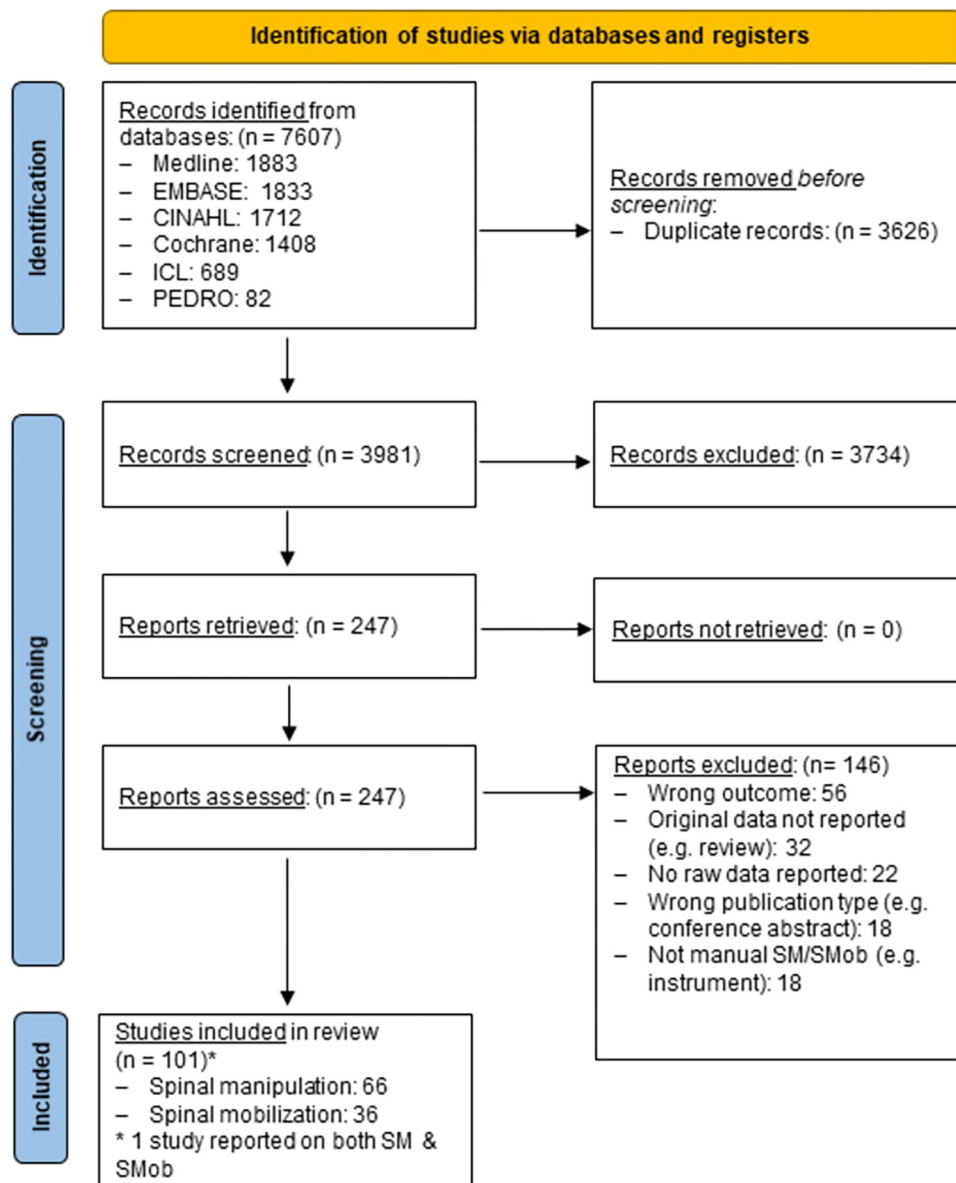 Identification of studies via databases and registers
Identification
Records identified from
databases: (n = 7607)
– Medline: 1883
– EMBASE: 1833
– CINAHL: 1712
– Cochrane: 1408
– ICL: 689
– PEDRO: 82
Records removed before
screening:
– Duplicate records: (n = 3626)
Screening
Records screened: (n = 3981)
Records excluded: (n = 3734)
Reports retrieved: (n = 247)
Reports not retrieved: (n = 0)
Reports assessed: (n = 247)
Reports excluded: (n= 146)
– Wrong outcome: 56
– Original data not reported
(e.g. review): 32
– No raw data reported: 22
– Wrong publication type (e.g.
conference abstract): 18
– Not manual SM/SMob (e.g.
instrument): 18
Included
Studies included in review
(n = 101)*
– Spinal manipulation: 66
– Spinal mobilization: 36
* 1 study reported on both SM &
SMob